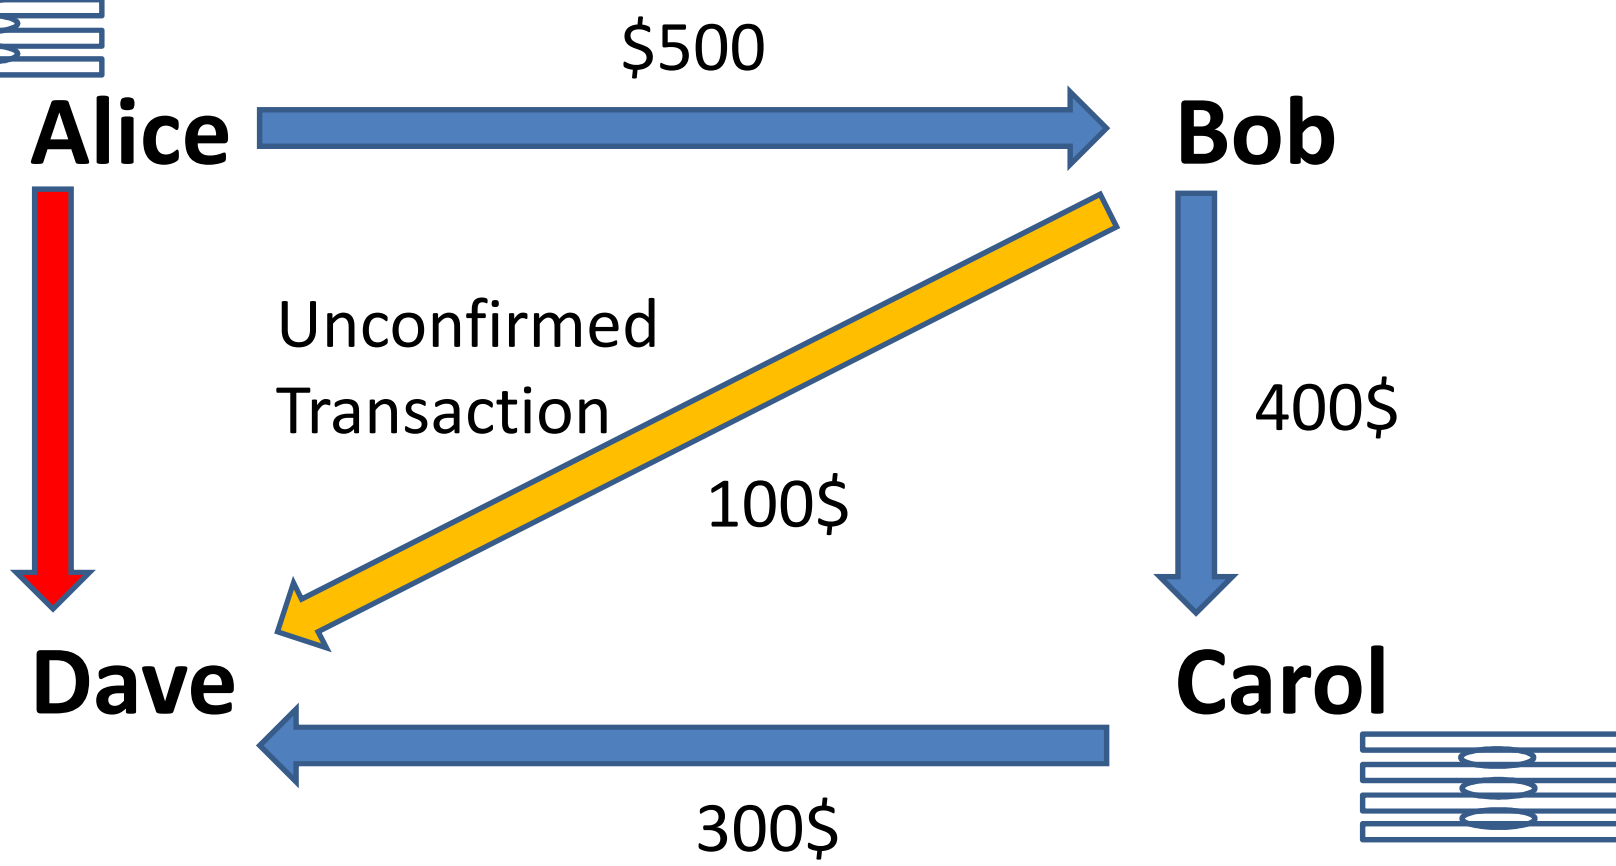 $500
Alice
Bob
Unconfirmed
Transaction
400$
100$
Dave
Carol
300$